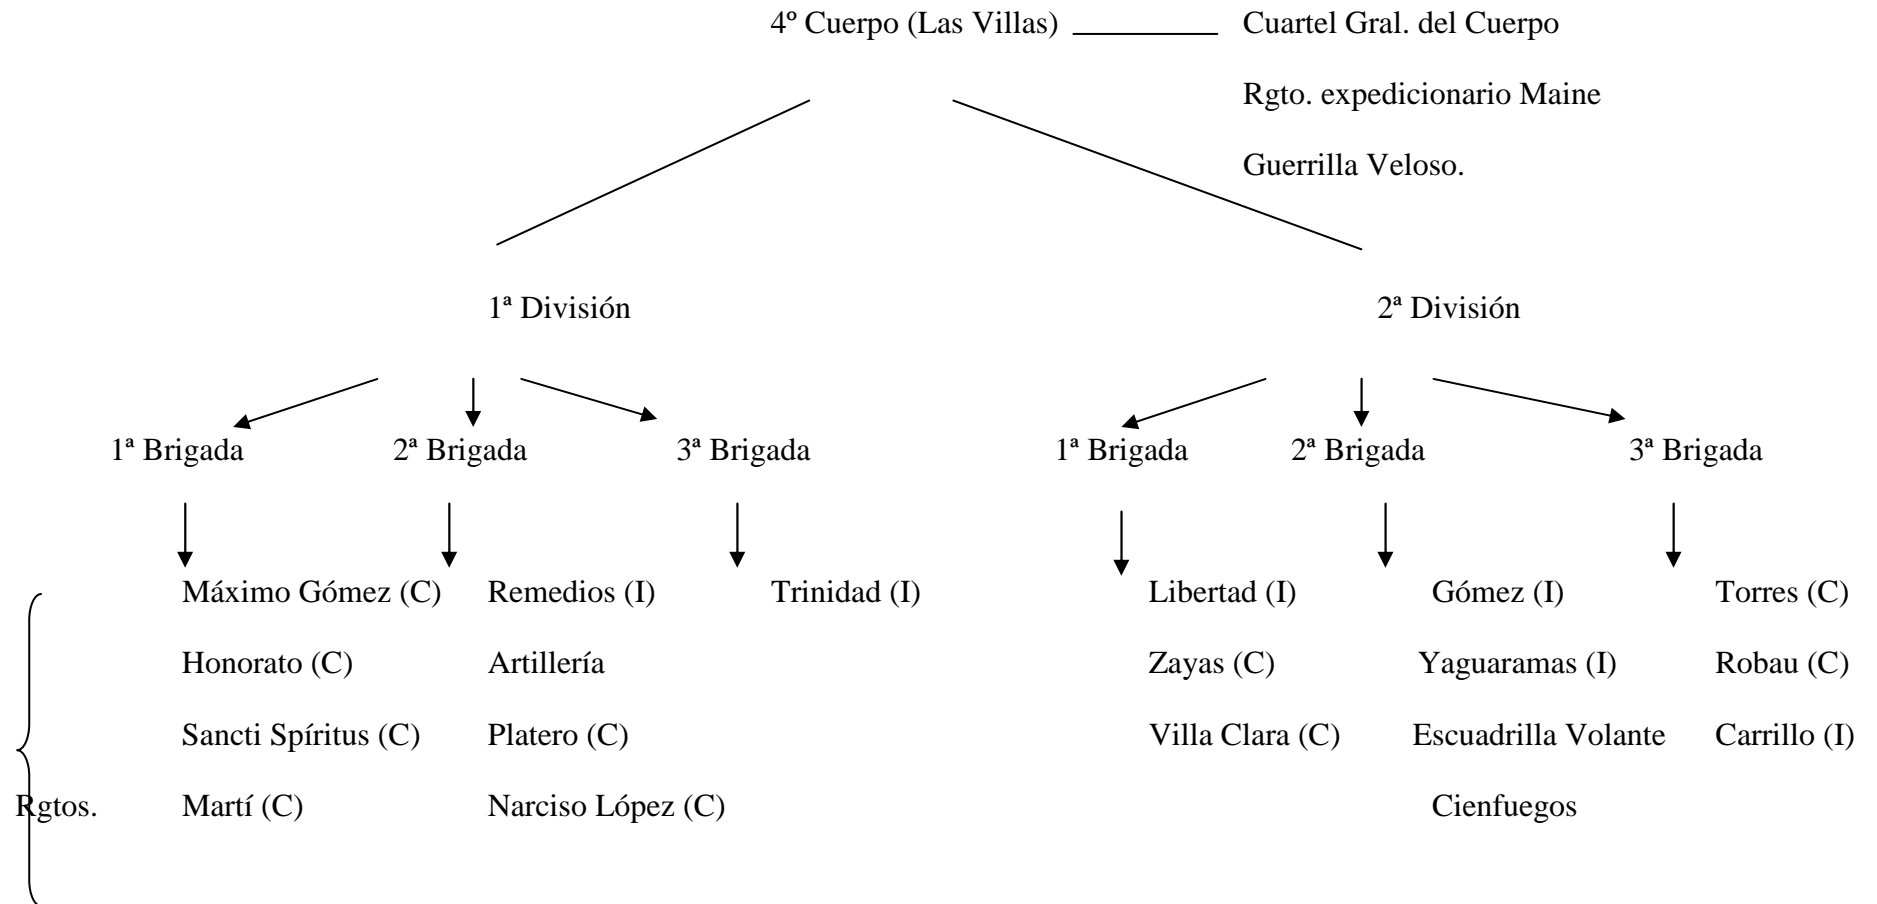 4º Cuerpo (Las Villas) Cuartel Gral. del Cuerpo
Rgto. expedicionario Maine
Guerrilla Veloso.
1ª División 2ª División
1ª Brigada 2ª Brigada 3ª Brigada 1ª Brigada 2ª Brigada 3ª Brigada
Máximo Gómez (C) Remedios (I) Trinidad (I) Libertad (I) Gómez (I) Torres (C)
Honorato (C) Artillería Zayas (C) Yaguaramas (I) Robau (C)
Sancti Spíritus (C) Platero (C) Villa Clara (C) Escuadrilla Volante Carrillo (I)
Rgtos. Martí (C) Narciso López (C) Cienfuegos